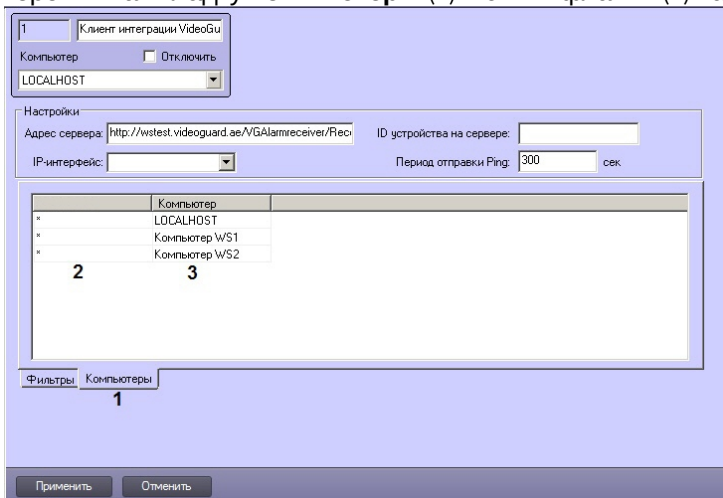 1 Клиент интеграции VideoGu
Компьютер Отключить
LOCALHOST
Настройки
Адрес сервера: http://wstest.videoguard.ae/VGAlarmreceiver/Rec ID устройства на сервере:
IP-интерфейс: Период отправки Ping: 300 сек
Компьютер
* LOCALHOST
* Компьютер WS1
* Компьютер WS2
2 3
Фильтры Компьютеры
1
Применить Отменить